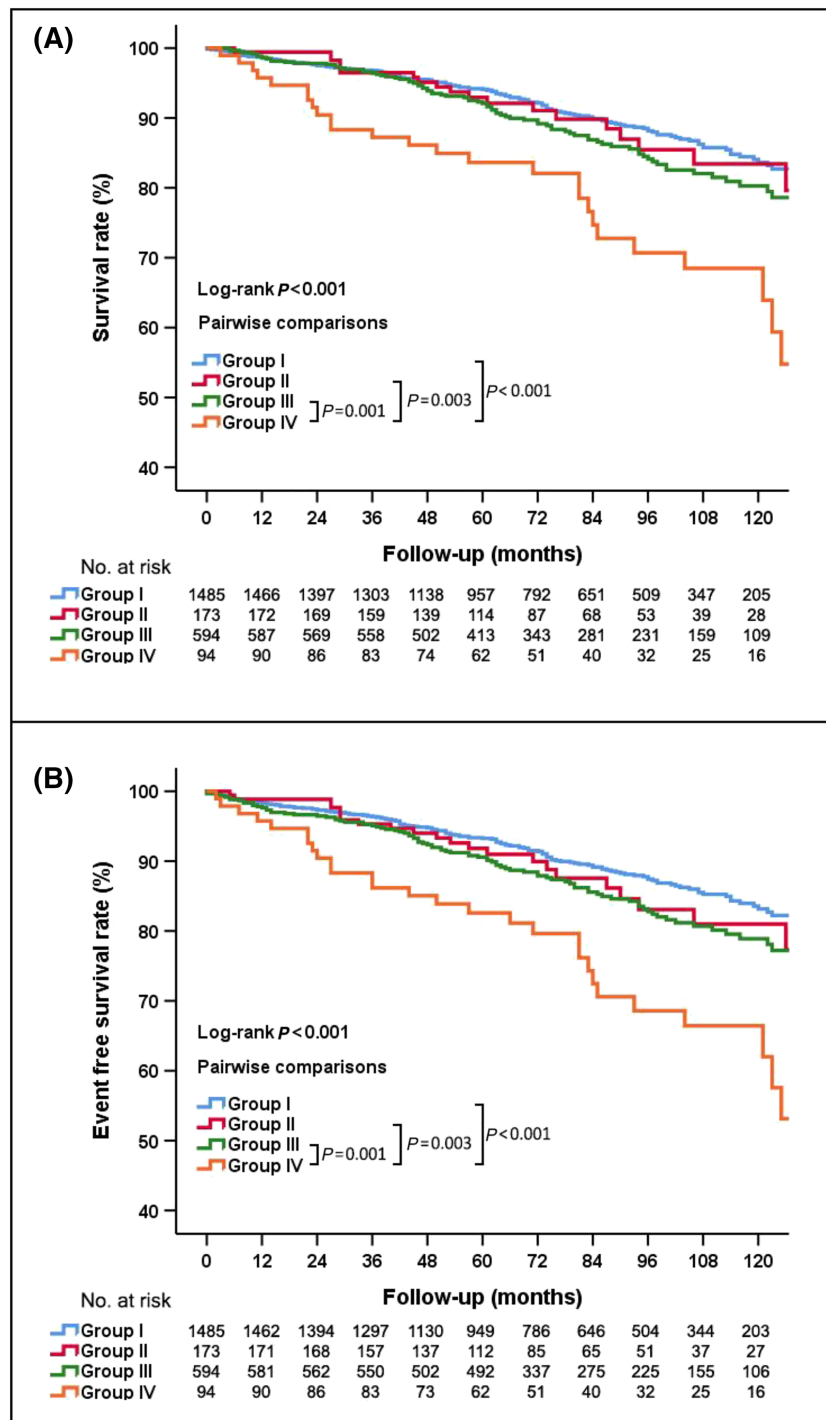 (A)
100
90
80
70
60
50
40
Survival rate (%)
Log-rank P<0.001
Pairwise comparisons
Group I
Group II
Group III
Group IV
P=0.001
P=0.003
P<0.001
0 12 24 36 48 60 72 84 96 108 120
Follow-up (months)
No. at risk
Group I 1485 1466 1397 1303 1138 957 792 651 509 347 205
Group II 173 172 169 159 139 114 87 68 53 39 28
Group III 594 587 569 558 502 413 343 281 231 159 109
Group IV 94 90 86 83 74 62 51 40 32 25 16
(B)
100
90
80
70
60
50
40
Event free survival rate (%)
Log-rank P<0.001
Pairwise comparisons
Group I
Group II
Group III
Group IV
P=0.001
P=0.003
P<0.001
0 12 24 36 48 60 72 84 96 108 120
Follow-up (months)
No. at risk
Group I 1485 1462 1394 1297 1130 949 786 646 504 344 203
Group II 173 171 168 157 137 112 85 65 51 37 27
Group III 594 581 562 550 502 492 337 275 225 155 106
Group IV 94 90 86 83 73 62 51 40 32 25 16